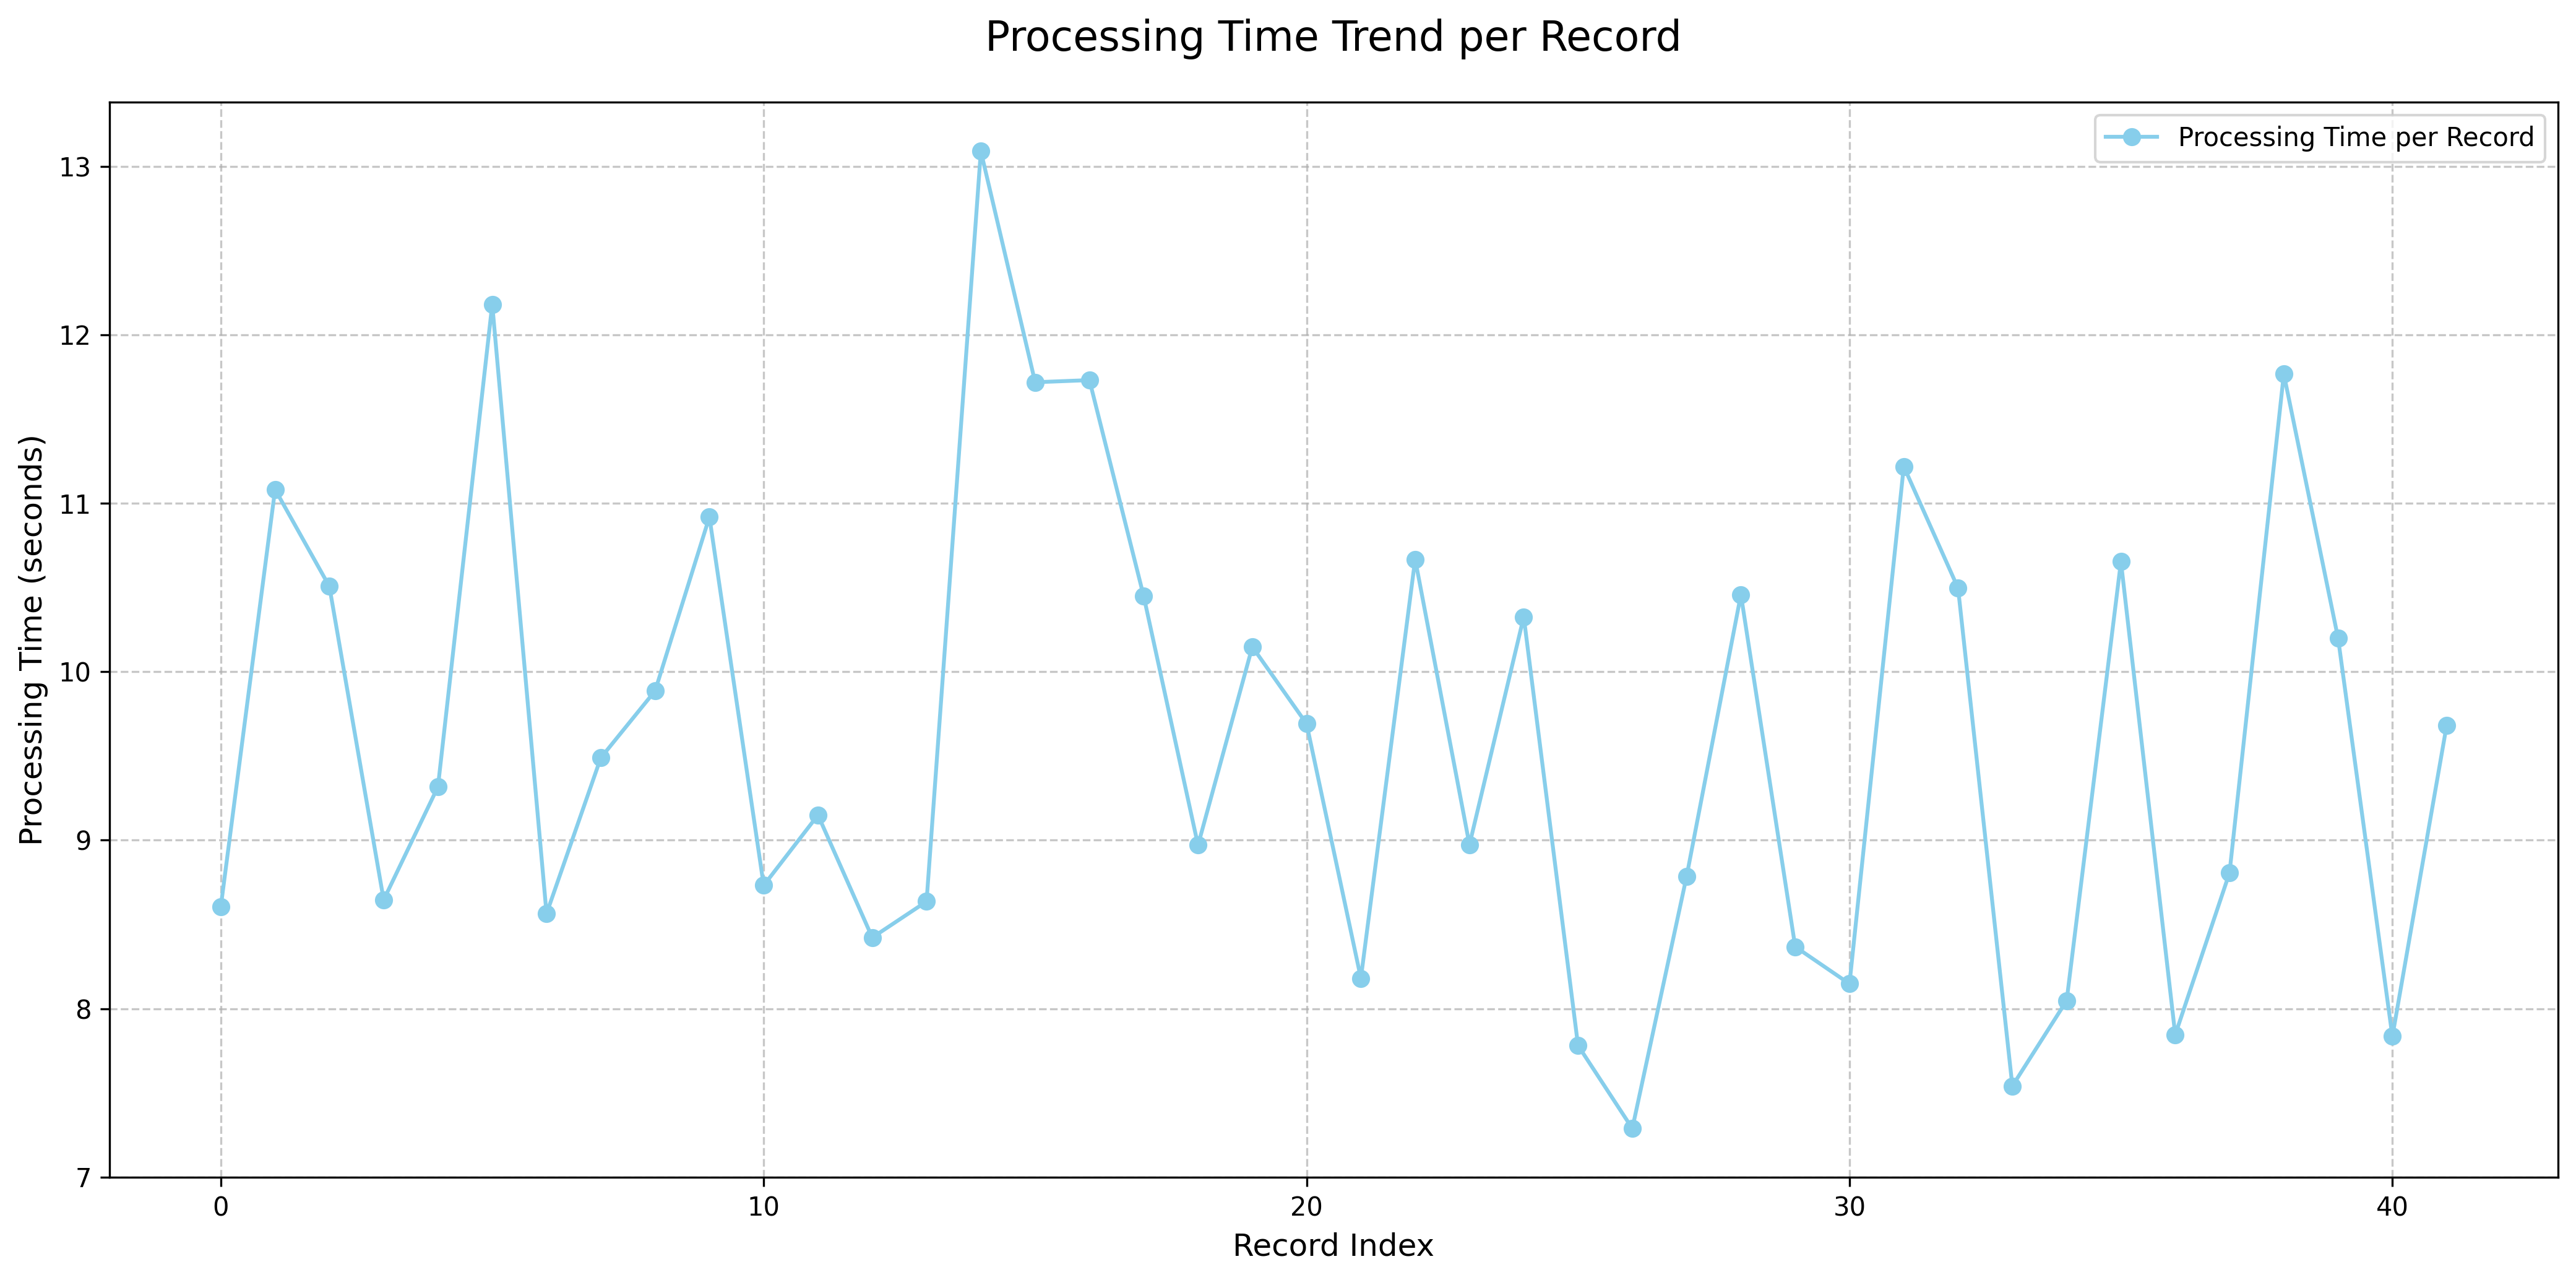 Processing Time Trend per Record
Processing Time per Record
13
12
11
10
9
8
7
Processing Time (seconds)
0 10 20 30 40
Record Index